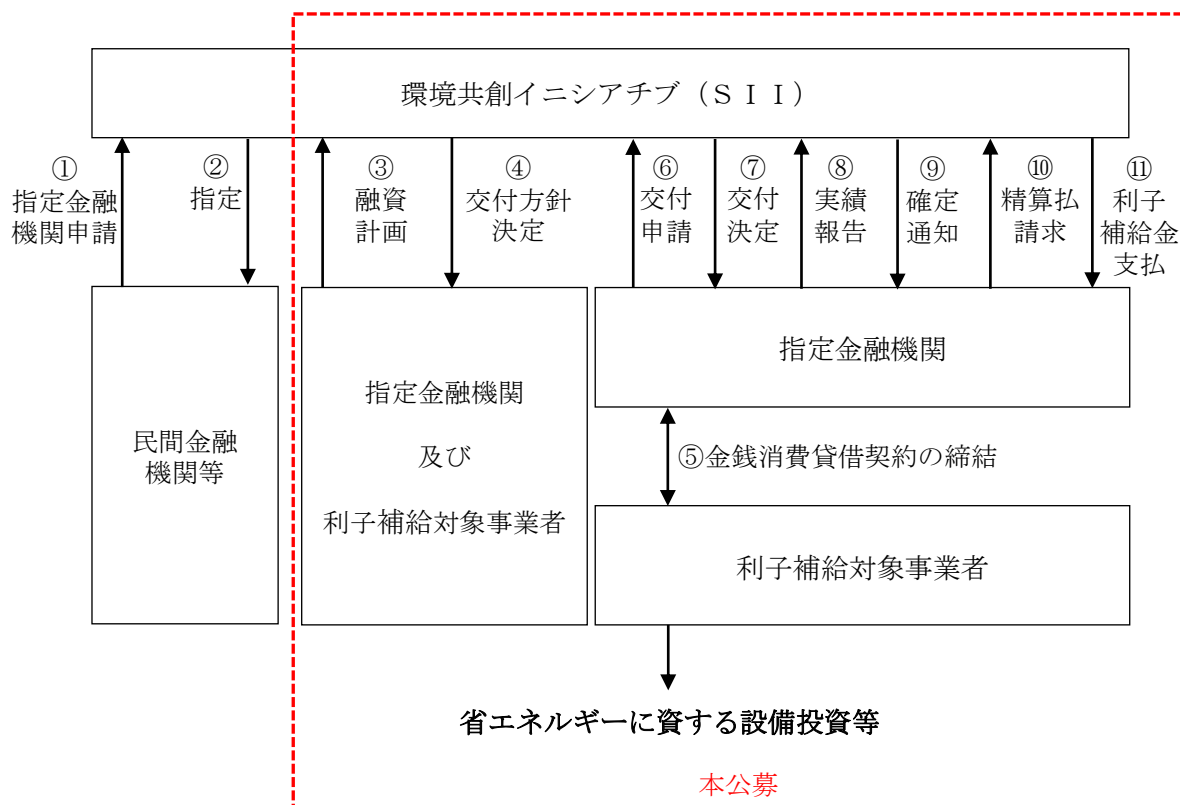 環境共創イニシアチブ（ＳＩＩ）
①
指定金融
機関申請
②
指定
③
融資
計画
④
交付方針
決定
⑥
交付
申請
⑦
交付
決定
⑧
実績
報告
⑨
確定
通知
⑩
精算払
請求
⑪
利子
補給金
支払
民間金融
機関等
指定金融機関
及び
利子補給対象事業者
指定金融機関
⑤金銭消費貸借契約の締結
利子補給対象事業者
省エネルギーに資する設備投資等
本公募